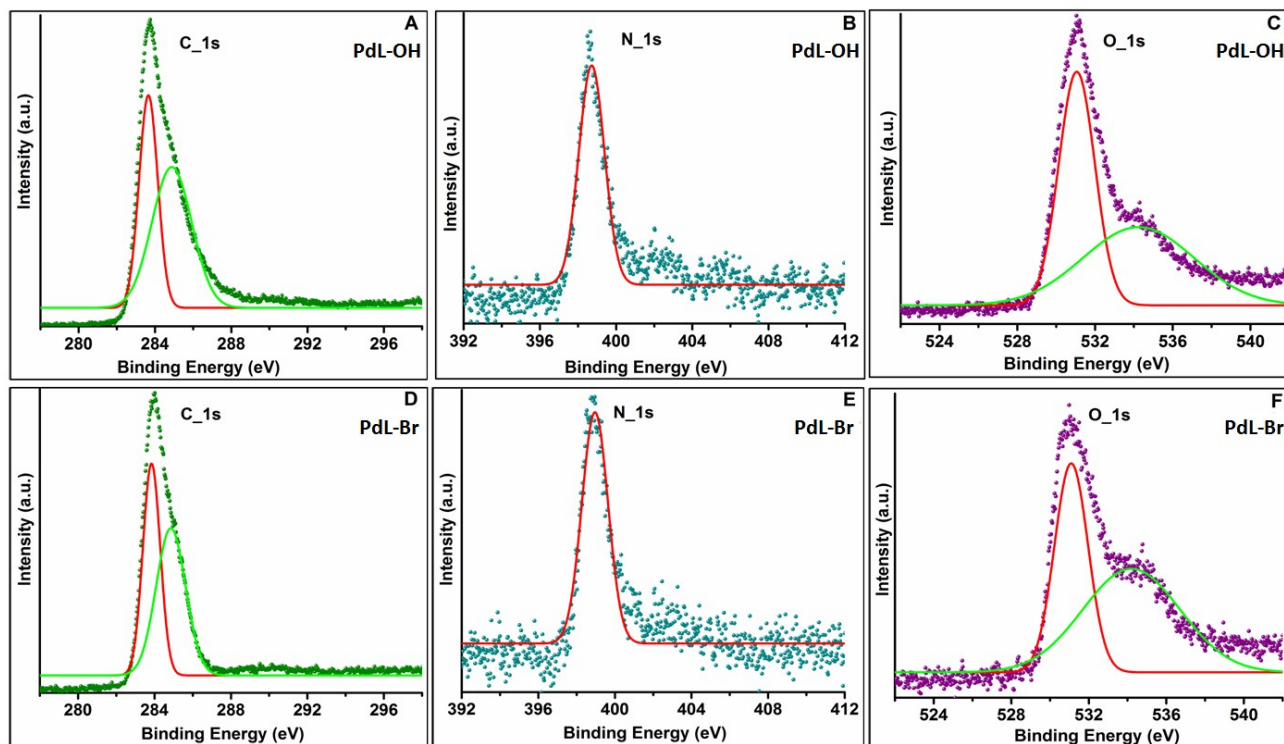 A
C_1s
PdL-OH
Intensity (a.u.)
280 284 288 292 296
Binding Energy (eV)
B
N_1s
PdL-OH
Intensity (a.u.)
392 396 400 404 408 412
Binding Energy (eV)
C
O_1s
PdL-OH
Intensity (a.u.)
524 528 532 536 540
Binding Energy (eV)
D
C_1s
PdL-Br
Intensity (a.u.)
280 284 288 292 296
Binding Energy (eV)
E
N_1s
PdL-Br
Intensity (a.u.)
392 396 400 404 408 412
Binding Energy (eV)
F
O_1s
PdL-Br
Intensity (a.u.)
524 528 532 536 540
Binding Energy (eV)